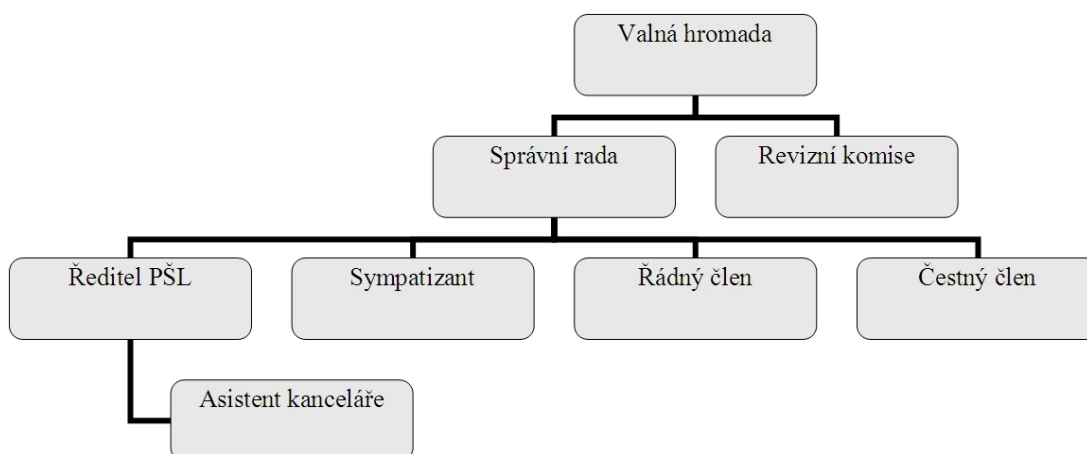 Valná hromada
Správní rada
Revizní komise
Ředitel PŠL
Sympatizant
Řádný člen
Čestný člen
Asistent kanceláře